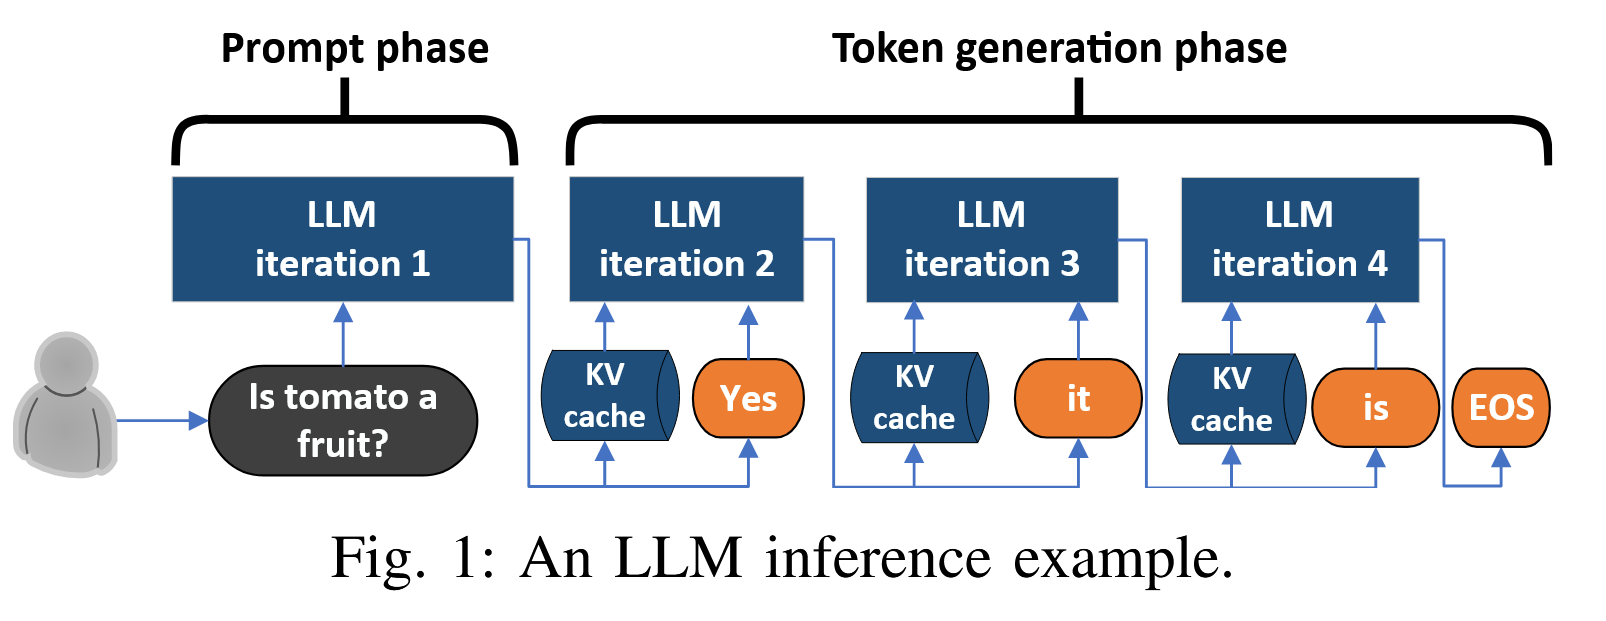 Prompt phase
Token generation phase
LLM
iteration 1
LLM
iteration 2
LLM
iteration 3
LLM
iteration 4
Is tomato a
fruit?
KV
cache
Yes
KV
cache
it
KV
cache
is
EOS
Fig. 1: An LLM inference example.